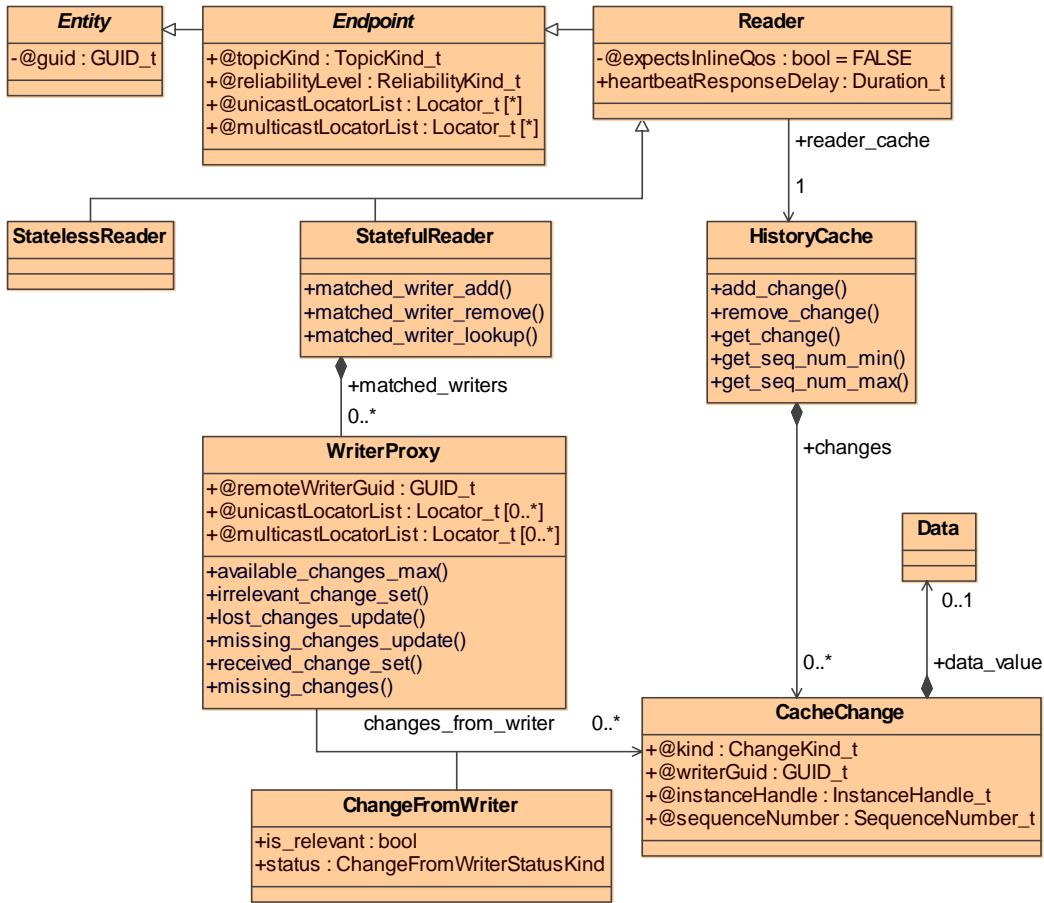 Entity
-@guid : GUID_t
Endpoint
+@topicKind : TopicKind_t
+@reliabilityLevel : ReliabilityKind_t
+@unicastLocatorList : Locator_t [*]
+@multicastLocatorList : Locator_t [*]
Reader
-@expectsInlineQos : bool = FALSE
+heartbeatResponseDelay : Duration_t
+reader_cache
1
StatelessReader
StatefulReader
+matched_writer_add()
+matched_writer_remove()
+matched_writer_lookup()
HistoryCache
+add_change()
+remove_change()
+get_change()
+get_seq_num_min()
+get_seq_num_max()
+matched_writers
0..*
+changes
0..*
WriterProxy
+@remoteWriterGuid : GUID_t
+@unicastLocatorList : Locator_t [0..*]
+@multicastLocatorList : Locator_t [0..*]
+available_changes_max()
+irrelevant_change_set()
+lost_changes_update()
+missing_changes_update()
+received_change_set()
+missing_changes()
Data
0..1
+data_value
changes_from_writer
0..*
CacheChange
+@kind : ChangeKind_t
+@writerGuid : GUID_t
+@instanceHandle : InstanceHandle_t
+@sequenceNumber : SequenceNumber_t
ChangeFromWriter
+is_relevant : bool
+status : ChangeFromWriterStatusKind